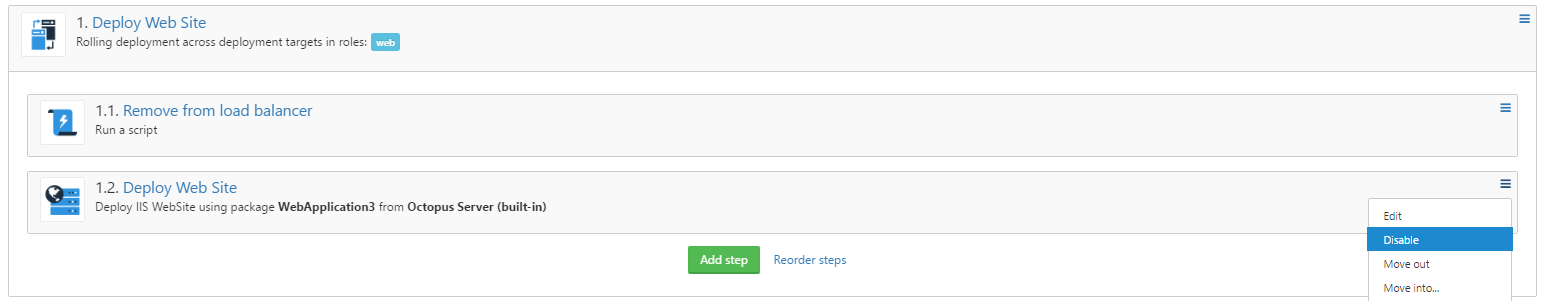 1. Deploy Web Site
Rolling deployment across deployment targets in roles: web
1.1. Remove from load balancer
Run a script
1.2. Deploy Web Site
Deploy IIS WebSite using package WebApplication3 from Octopus Server (built-in)
Edit
Disable
Move out
Move into...
Add step Reorder steps